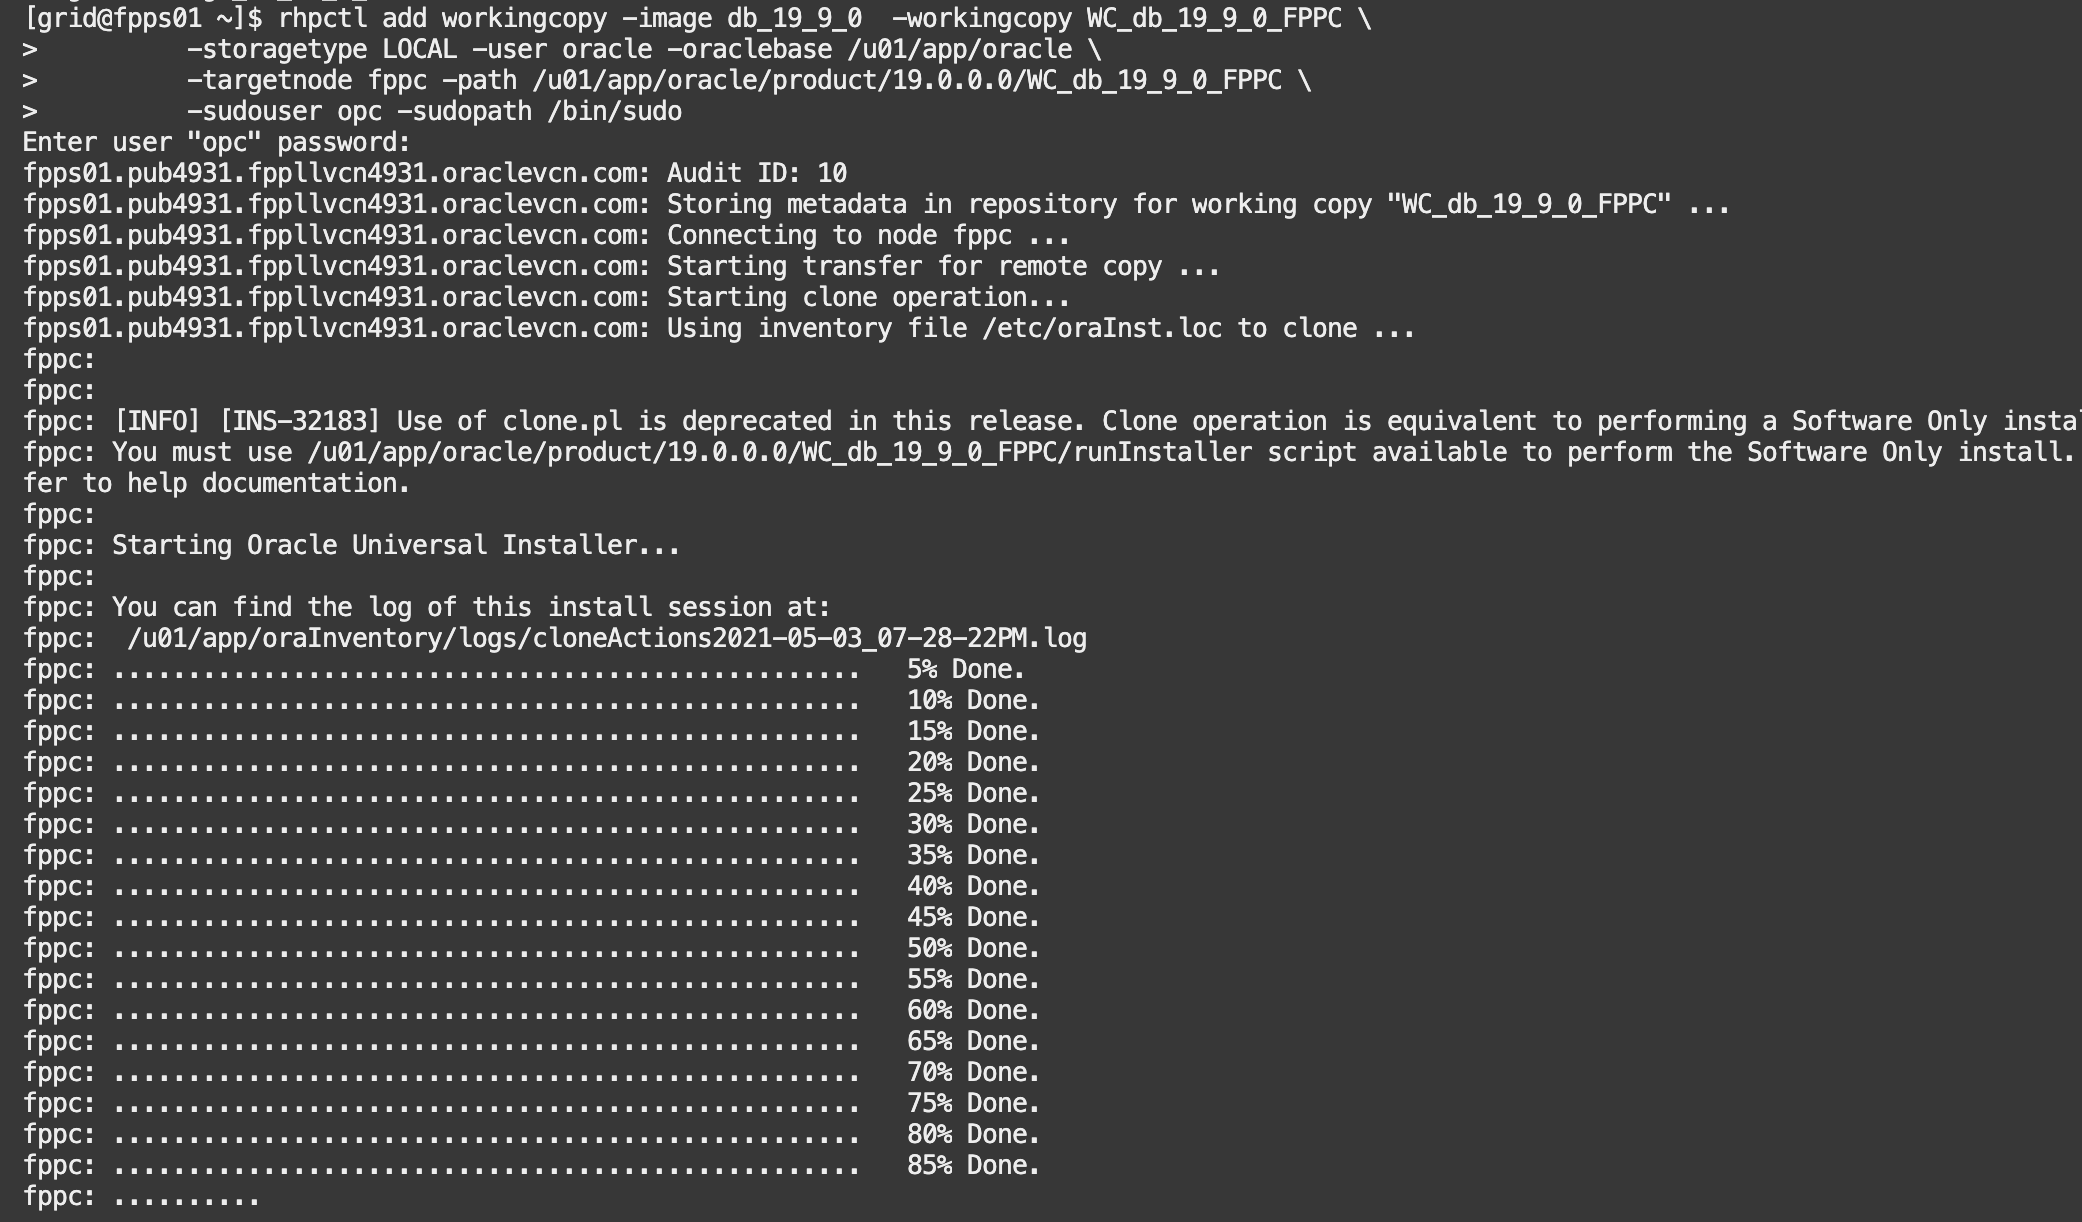 [grid@fpps01 ~]$ rhpctl add workingcopy -image db_19_9_0  -workingcopy WC_db_19_9_0_FPPC \
>          -storagetype LOCAL -user oracle -oraclebase /u01/app/oracle \
>          -targetnode fppc -path /u01/app/oracle/product/19.0.0.0/WC_db_19_9_0_FPPC \
>          -sudouser opc -sudopath /bin/sudo
Enter user "opc" password:
fpps01.pub4931.fppllvcn4931.oraclevcn.com: Audit ID: 10
fpps01.pub4931.fppllvcn4931.oraclevcn.com: Storing metadata in repository for working copy "WC_db_19_9_0_FPPC" ...
fpps01.pub4931.fppllvcn4931.oraclevcn.com: Connecting to node fppc ...
fpps01.pub4931.fppllvcn4931.oraclevcn.com: Starting transfer for remote copy ...
fpps01.pub4931.fppllvcn4931.oraclevcn.com: Starting clone operation...
fpps01.pub4931.fppllvcn4931.oraclevcn.com: Using inventory file /etc/oraInst.loc to clone ...
fppc:
fppc:
fppc: [INFO] [INS-32183] Use of clone.pl is deprecated in this release. Clone operation is equivalent to performing a Software Only insta
fppc: You must use /u01/app/oracle/product/19.0.0.0/WC_db_19_9_0_FPPC/runInstaller script available to perform the Software Only install.
fer to help documentation.
fppc:
fppc: Starting Oracle Universal Installer...
fppc:
fppc: You can find the log of this install session at:
fppc:  /u01/app/oraInventory/logs/cloneActions2021-05-03_07-28-22PM.log
fppc: ..................................................   5% Done.
fppc: ..................................................   10% Done.
fppc: ..................................................   15% Done.
fppc: ..................................................   20% Done.
fppc: ..................................................   25% Done.
fppc: ..................................................   30% Done.
fppc: ..................................................   35% Done.
fppc: ..................................................   40% Done.
fppc: ..................................................   45% Done.
fppc: ..................................................   50% Done.
fppc: ..................................................   55% Done.
fppc: ..................................................   60% Done.
fppc: ..................................................   65% Done.
fppc: ..................................................   70% Done.
fppc: ..................................................   75% Done.
fppc: ..................................................   80% Done.
fppc: ..................................................   85% Done.
fppc: ..........